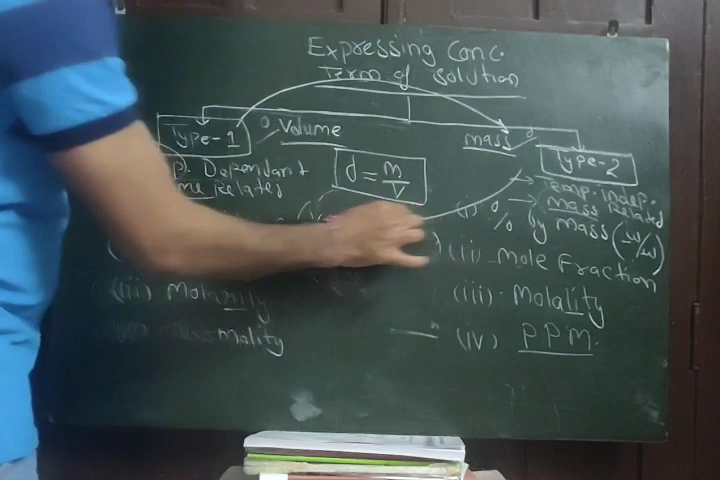 Expressing Conc.
Term of Solution
Type-1
Volume
mass
Type-2
d = m/v
Dependant
Related
Temp. Indep.
mass Related
(i) % by mass (w/w)
(ii) mole Fraction
(iii) Molarity
(iii) Molality
(iv) PPM.